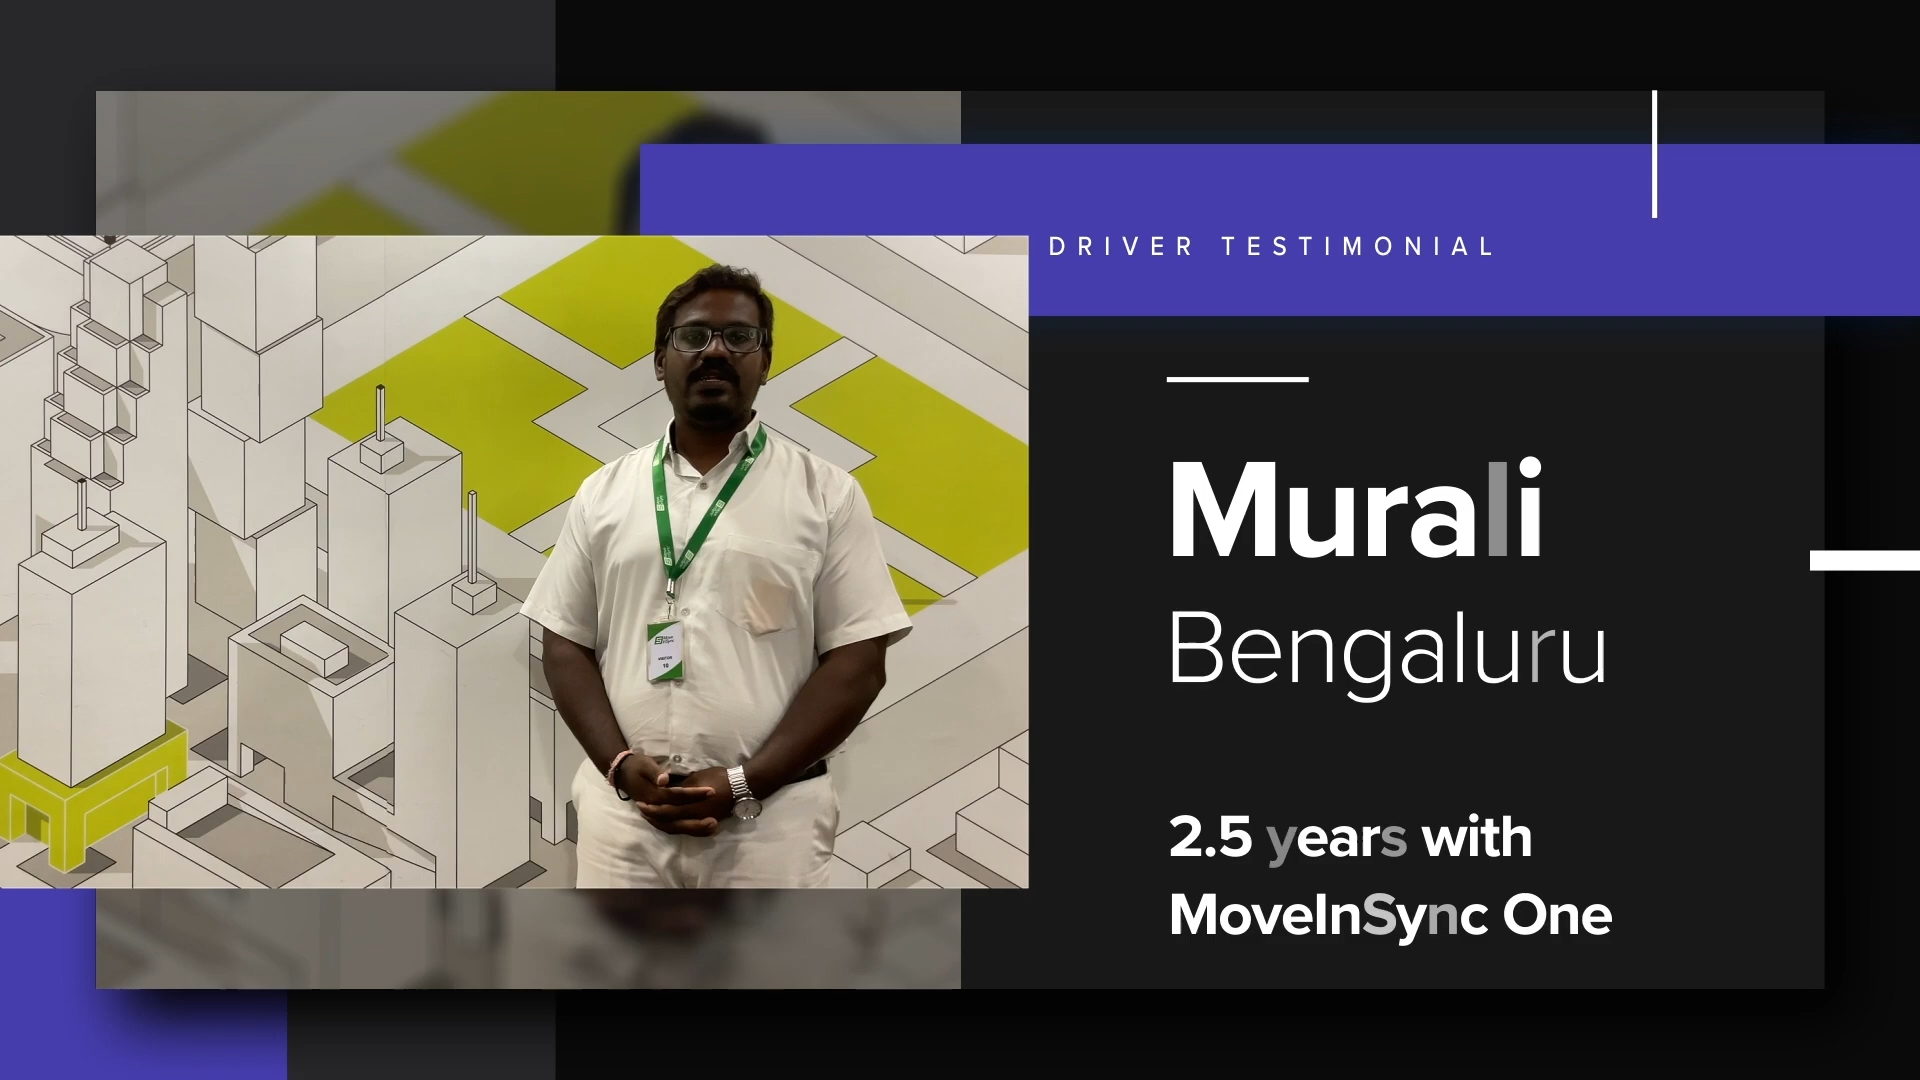 DRIVER TESTIMONIAL
Murali
Bengaluru
2.5 years with
MoveInSync One